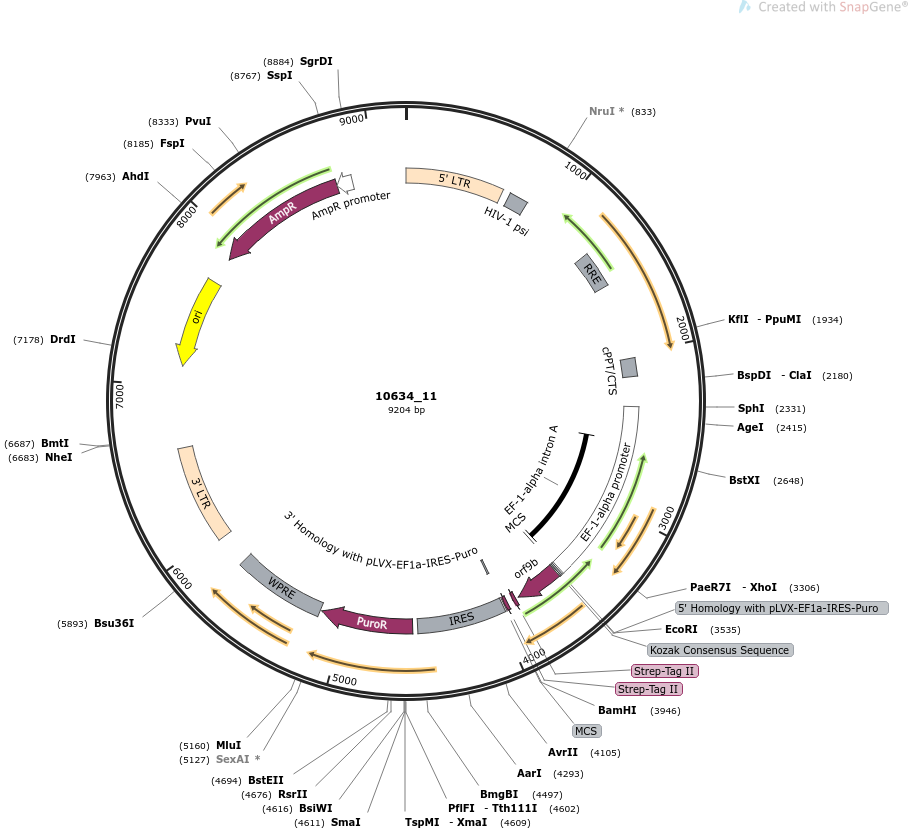 Created with SnapGene®
(8884) SgrDI
(8767) SspI
(8333) PvuI
(8185) FspI
(7963) AhdI
(7178) DrdI
(6687) BmtI
(6683) NheI
(5893) Bsu36I
(5160) MluI
(5127) SexAI *
(4694) BstEII
(4676) RsrII
(4616) BsiWI
(4611) SmaI
NruI * (833)
KflI - PpuMI (1934)
BspDI - ClaI (2180)
SphI (2331)
AgeI (2415)
BstXI (2648)
PaeR7I - XhoI (3306)
5' Homology with pLVX-EF1a-IRES-Puro
EcoRI (3535)
Kozak Consensus Sequence
Strep-Tag II
Strep-Tag II
BamHI (3946)
MCS
AvrII (4105)
AarI (4293)
BmgBI (4497)
PflFI - Tth111I (4602)
TspMI - XmaI (4609)
1000
2000
3000
4000
5000
6000
7000
8000
9000
5' LTR
HIV-1 psi
RRE
cPPT/CTS
EF-1-alpha promoter
EF-1-alpha intron A
MCS
orf9b
IRES
PuroR
3' Homology with pLVX-EF1a-IRES-Puro
WPRE
3' LTR
ori
AmpR
AmpR promoter
10634_11
9204 bp